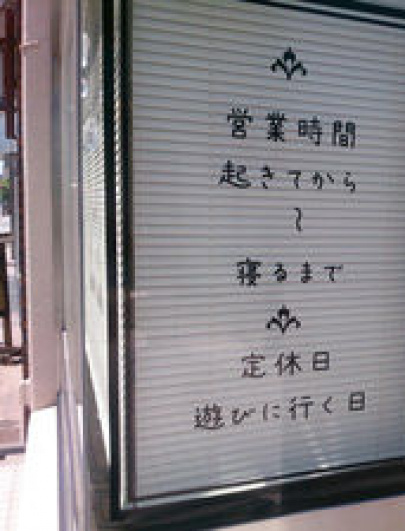 営業時間
起きてから
～
寝るまで
定休日
遊びに行く日